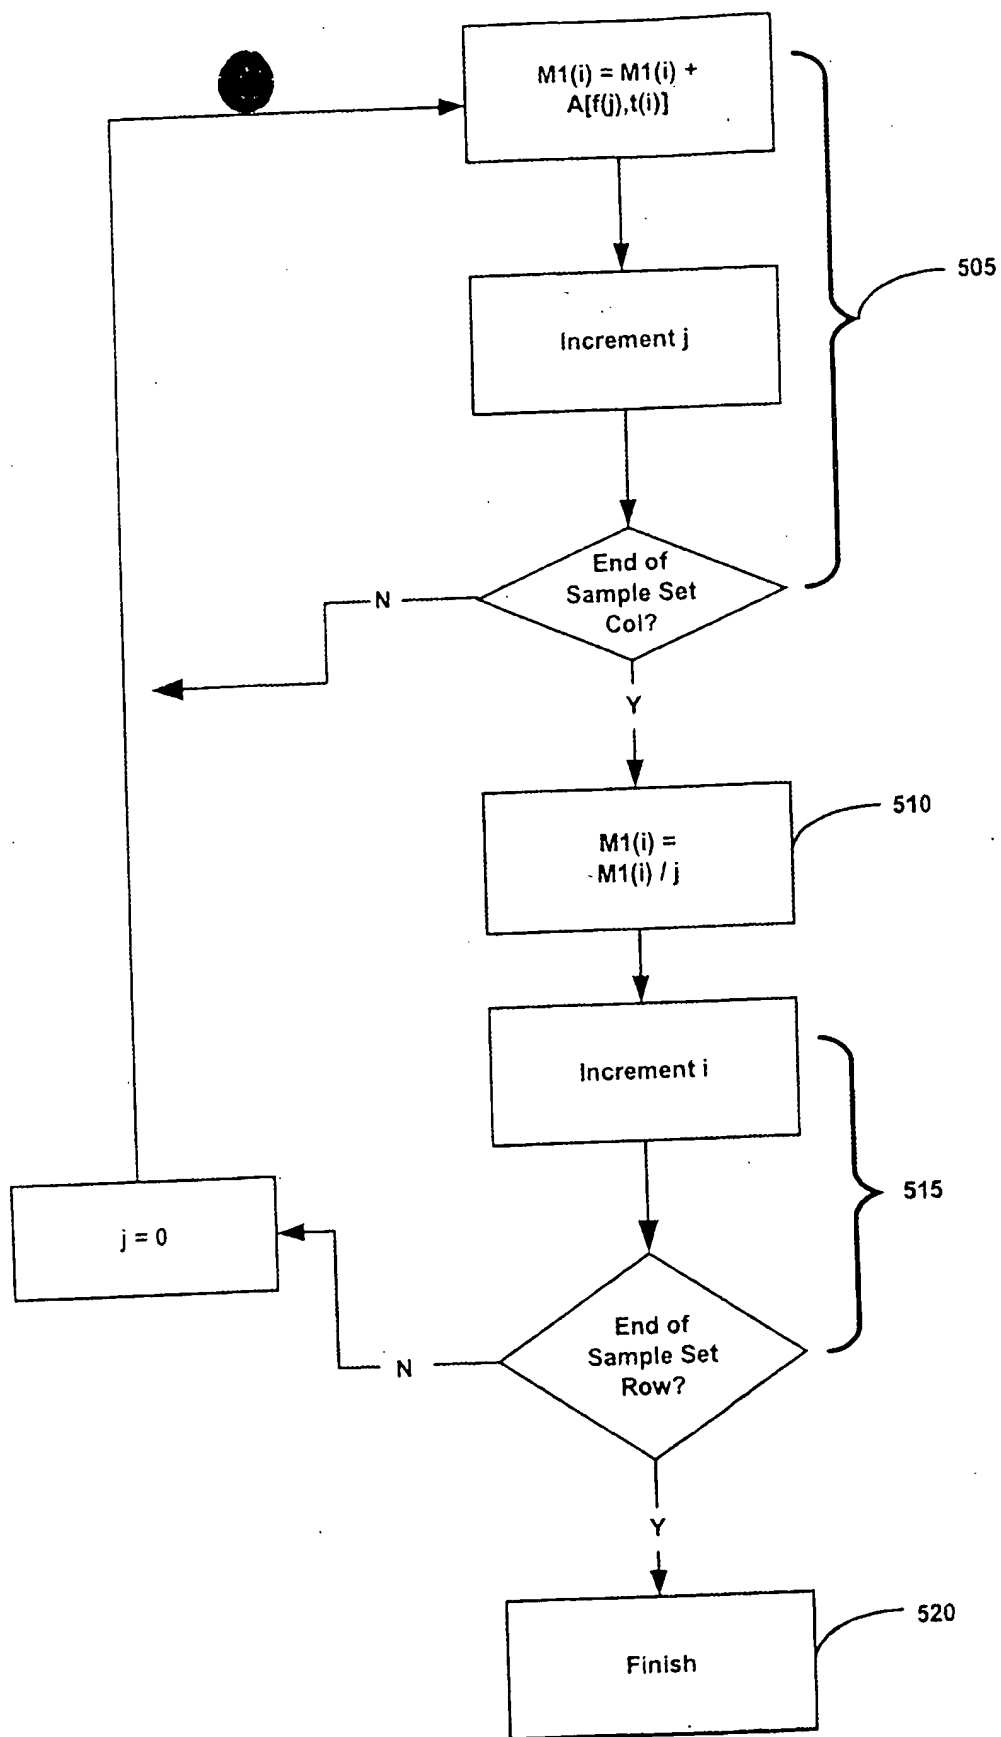 M1(i) = M1(i) +
A[f(j),t(i)]
505
Increment j
End of
Sample Set
Col?
N
Y
510
M1(i) =
M1(i) / j
Increment i
515
j = 0
End of
Sample Set
Row?
N
Y
520
Finish